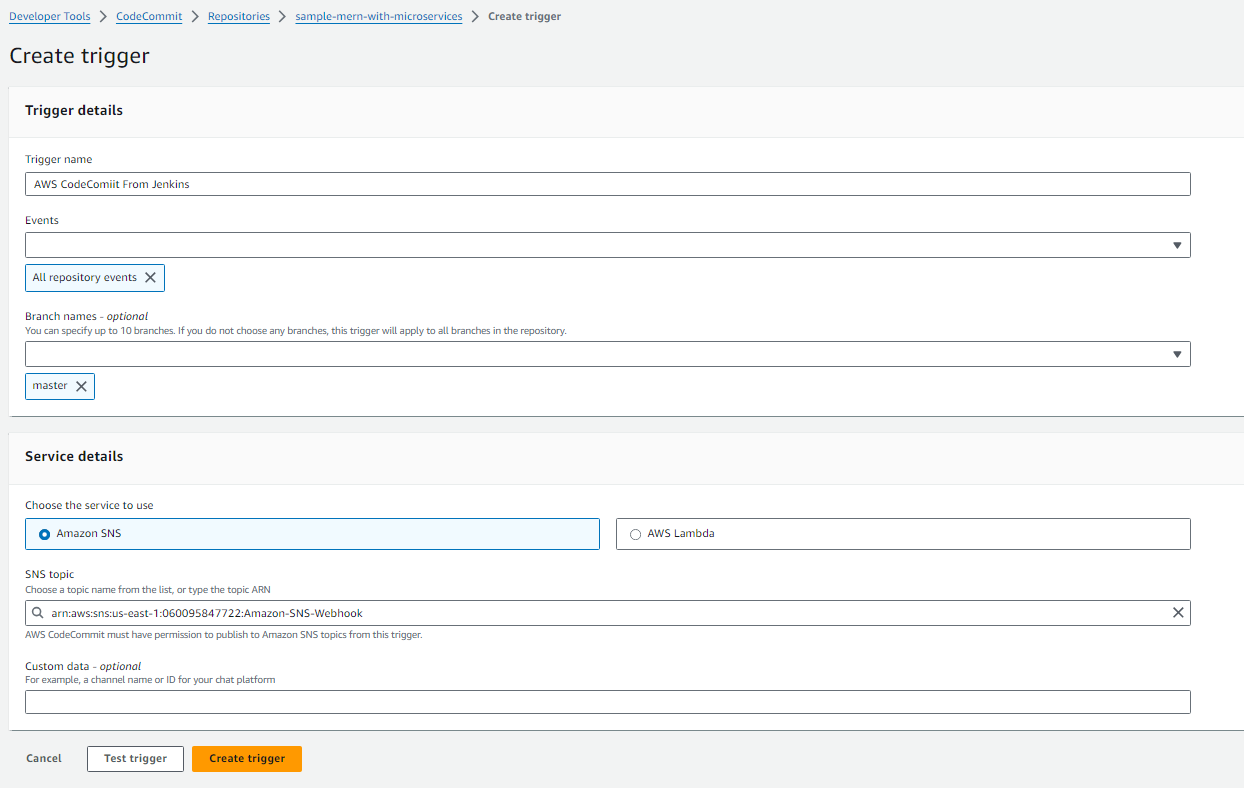 Developer Tools > CodeCommit > Repositories > sample-mern-with-microservices > Create trigger
Create trigger
Trigger details
Trigger name
AWS CodeComiit From Jenkins
Events
All repository events
Branch names - optional
You can specify up to 10 branches. If you do not choose any branches, this trigger will apply to all branches in the repository.
master
Service details
Choose the service to use
Amazon SNS AWS Lambda
SNS topic
Choose a topic name from the list, or type the topic ARN
arn:aws:sns:us-east-1:060095847722:Amazon-SNS-Webhook
AWS CodeCommit must have permission to publish to Amazon SNS topics from this trigger.
Custom data - optional
For example, a channel name or ID for your chat platform
Cancel Test trigger Create trigger